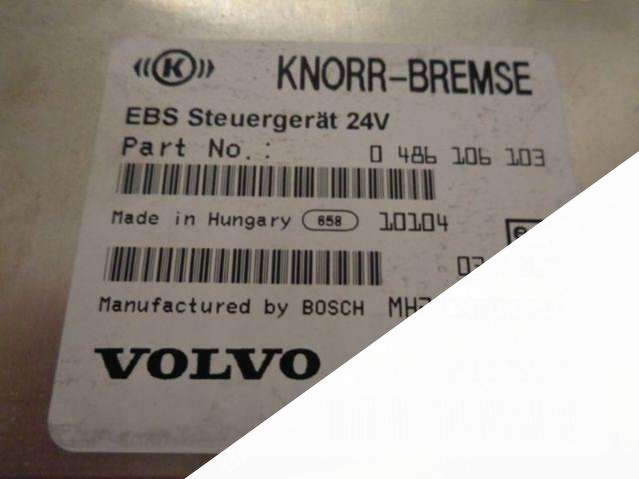 K KNORR-BREMSE
EBS Steuergerät 24V
Part No.: 0 486 106 103
Made in Hungary 658 10104
Manufactured by BOSCH
VOLVO